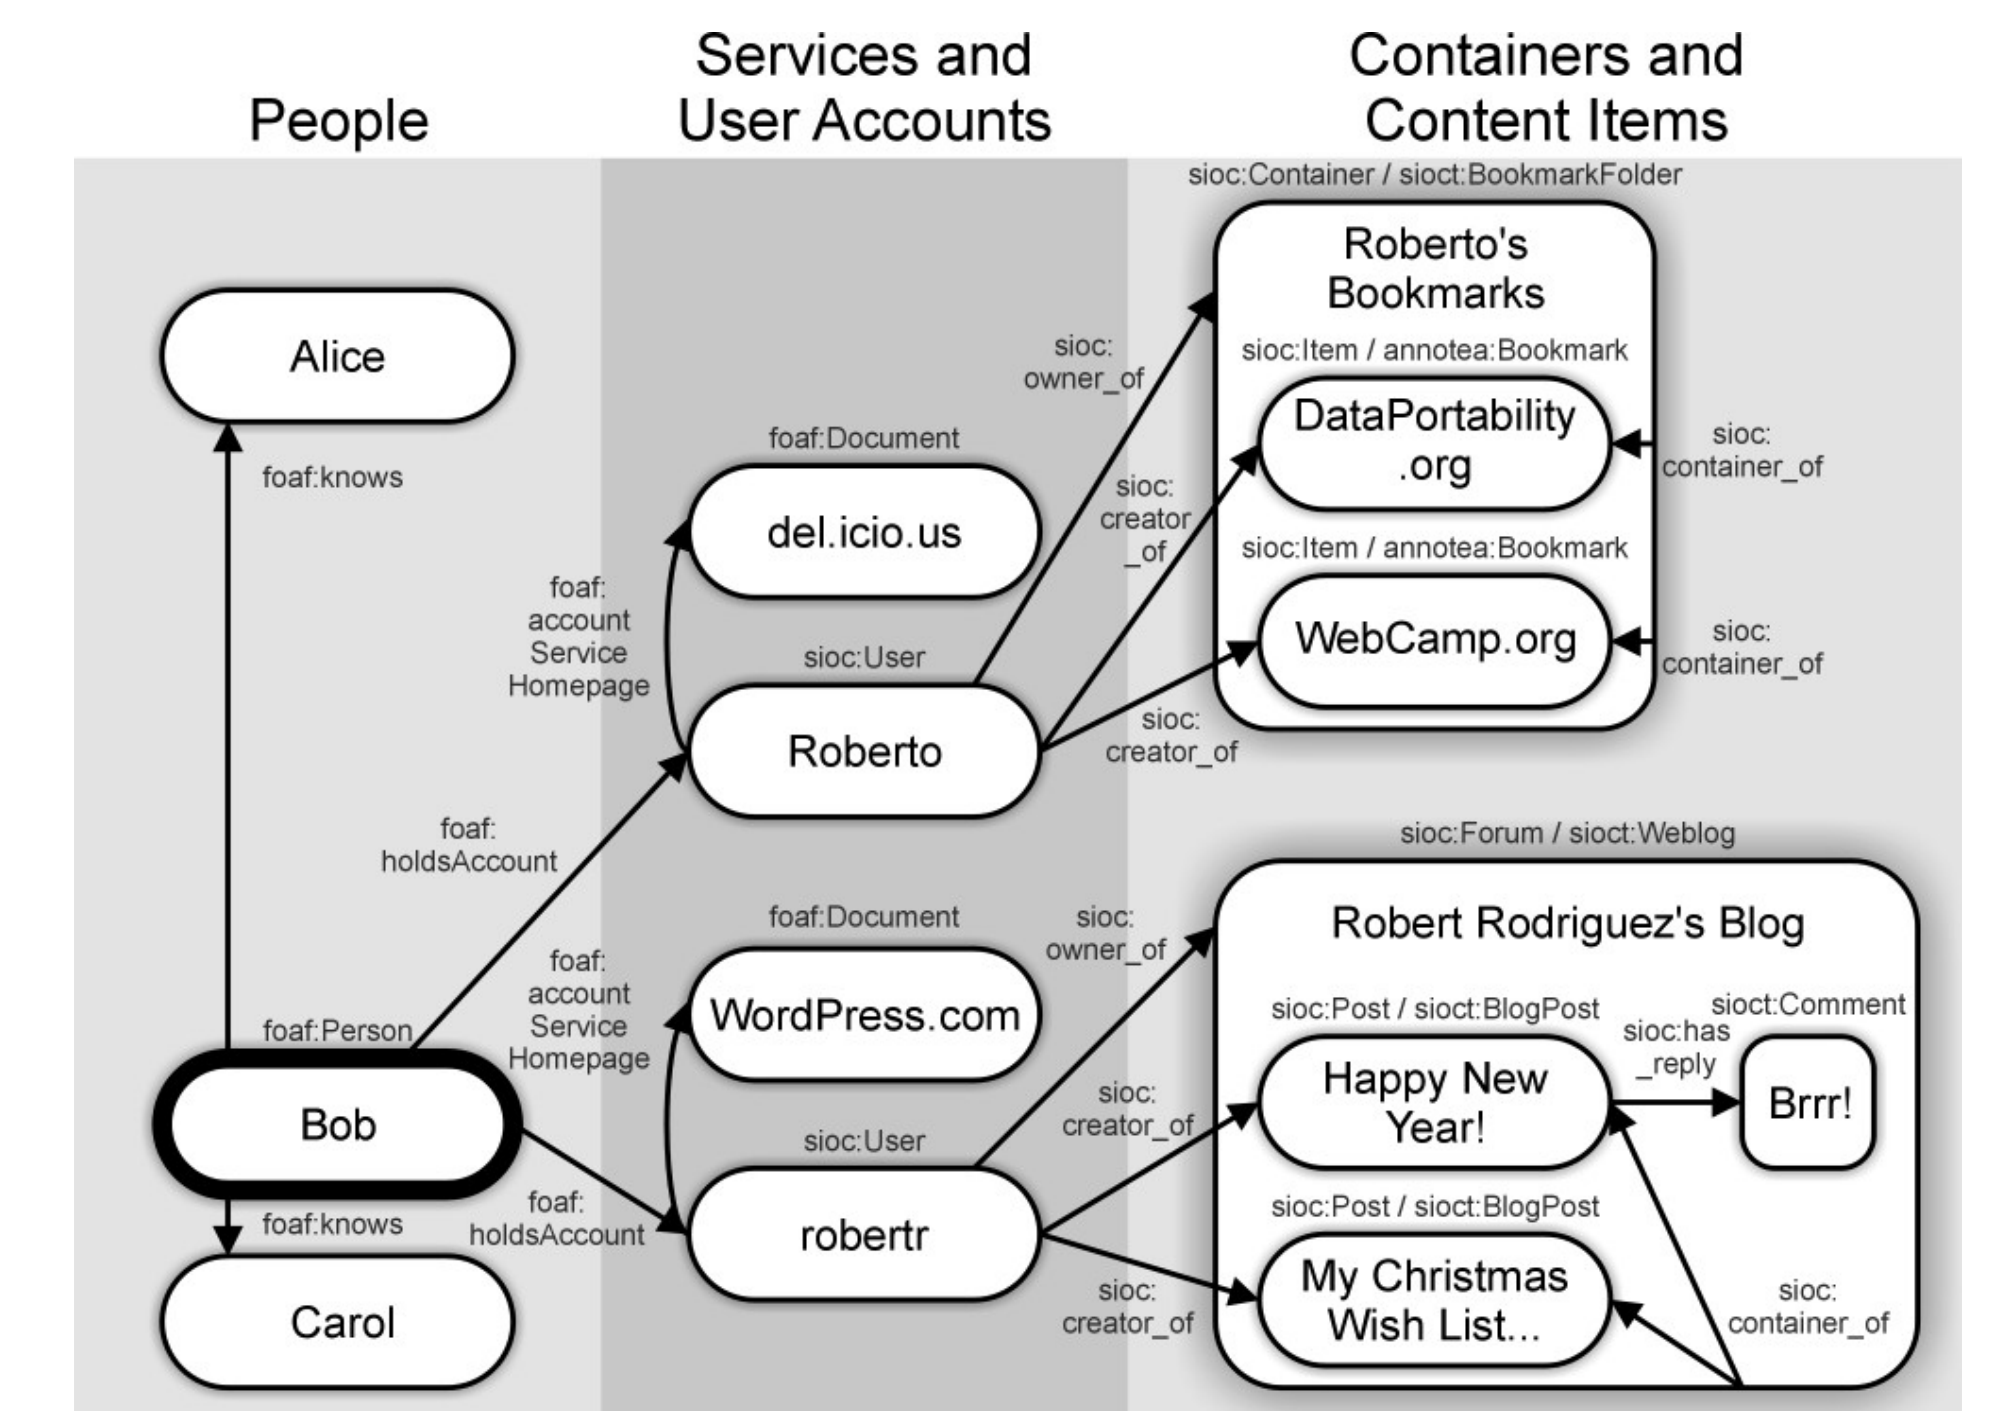 People
Services and
User Accounts
Containers and
Content Items
Alice
foaf:knows
foaf:Person
Bob
foaf:knows
Carol
foaf:
holdsAccount
foaf:
holdsAccount
foaf:Document
del.icio.us
foaf:
account
Service
Homepage
sioc:User
Roberto
foaf:Document
WordPress.com
foaf:
account
Service
Homepage
sioc:User
robertr
sioc:
owner_of
sioc:
creator
_of
sioc:
creator_of
sioc:Container / sioct:BookmarkFolder
Roberto's
Bookmarks
sioc:Item / annotea:Bookmark
DataPortability
.org
sioc:
container_of
sioc:Item / annotea:Bookmark
WebCamp.org
sioc:
container_of
sioc:
owner_of
sioc:
creator_of
sioc:
creator_of
sioc:Forum / sioct:Weblog
Robert Rodriguez's Blog
sioc:Post / sioct:BlogPost
Happy New
Year!
sioc:has
_reply
sioct:Comment
Brrr!
sioc:Post / sioct:BlogPost
My Christmas
Wish List...
sioc:
container_of